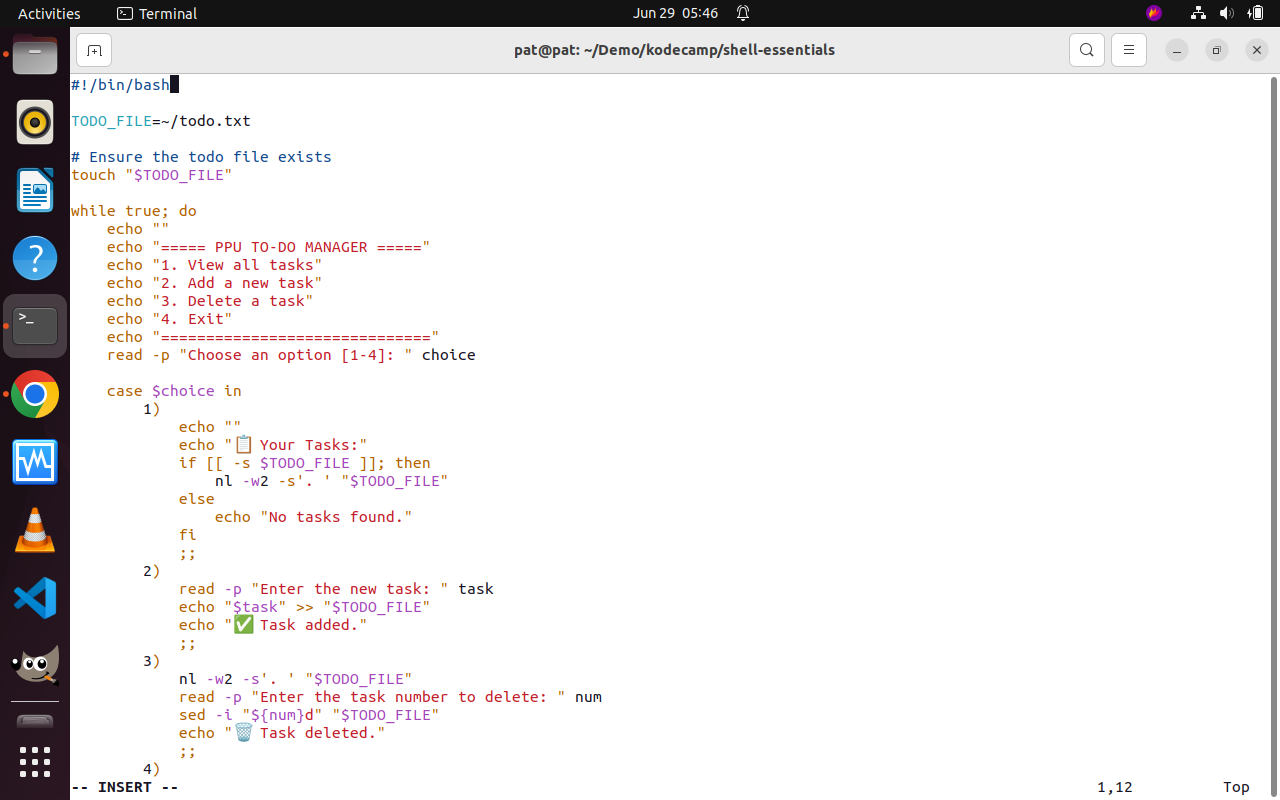 Activities
Terminal
Jun 29 05:46
pat@pat: ~/Demo/kodecamp/shell-essentials
#!/bin/bash

TODO_FILE=~/todo.txt

# Ensure the todo file exists
touch "$TODO_FILE"

while true; do
    echo ""
    echo "===== PPU TO-DO MANAGER ====="
    echo "1. View all tasks"
    echo "2. Add a new task"
    echo "3. Delete a task"
    echo "4. Exit"
    echo "=============================="
    read -p "Choose an option [1-4]: " choice

    case $choice in
        1)
            echo ""
            echo "📋 Your Tasks:"
            if [[ -s $TODO_FILE ]]; then
                nl -w2 -s'. ' "$TODO_FILE"
            else
                echo "No tasks found."
            fi
            ;;
        2)
            read -p "Enter the new task: " task
            echo "$task" >> "$TODO_FILE"
            echo "✅ Task added."
            ;;
        3)
            nl -w2 -s'. ' "$TODO_FILE"
            read -p "Enter the task number to delete: " num
            sed -i "${num}d" "$TODO_FILE"
            echo "🗑️ Task deleted."
            ;;
        4)
-- INSERT --
1,12
Top